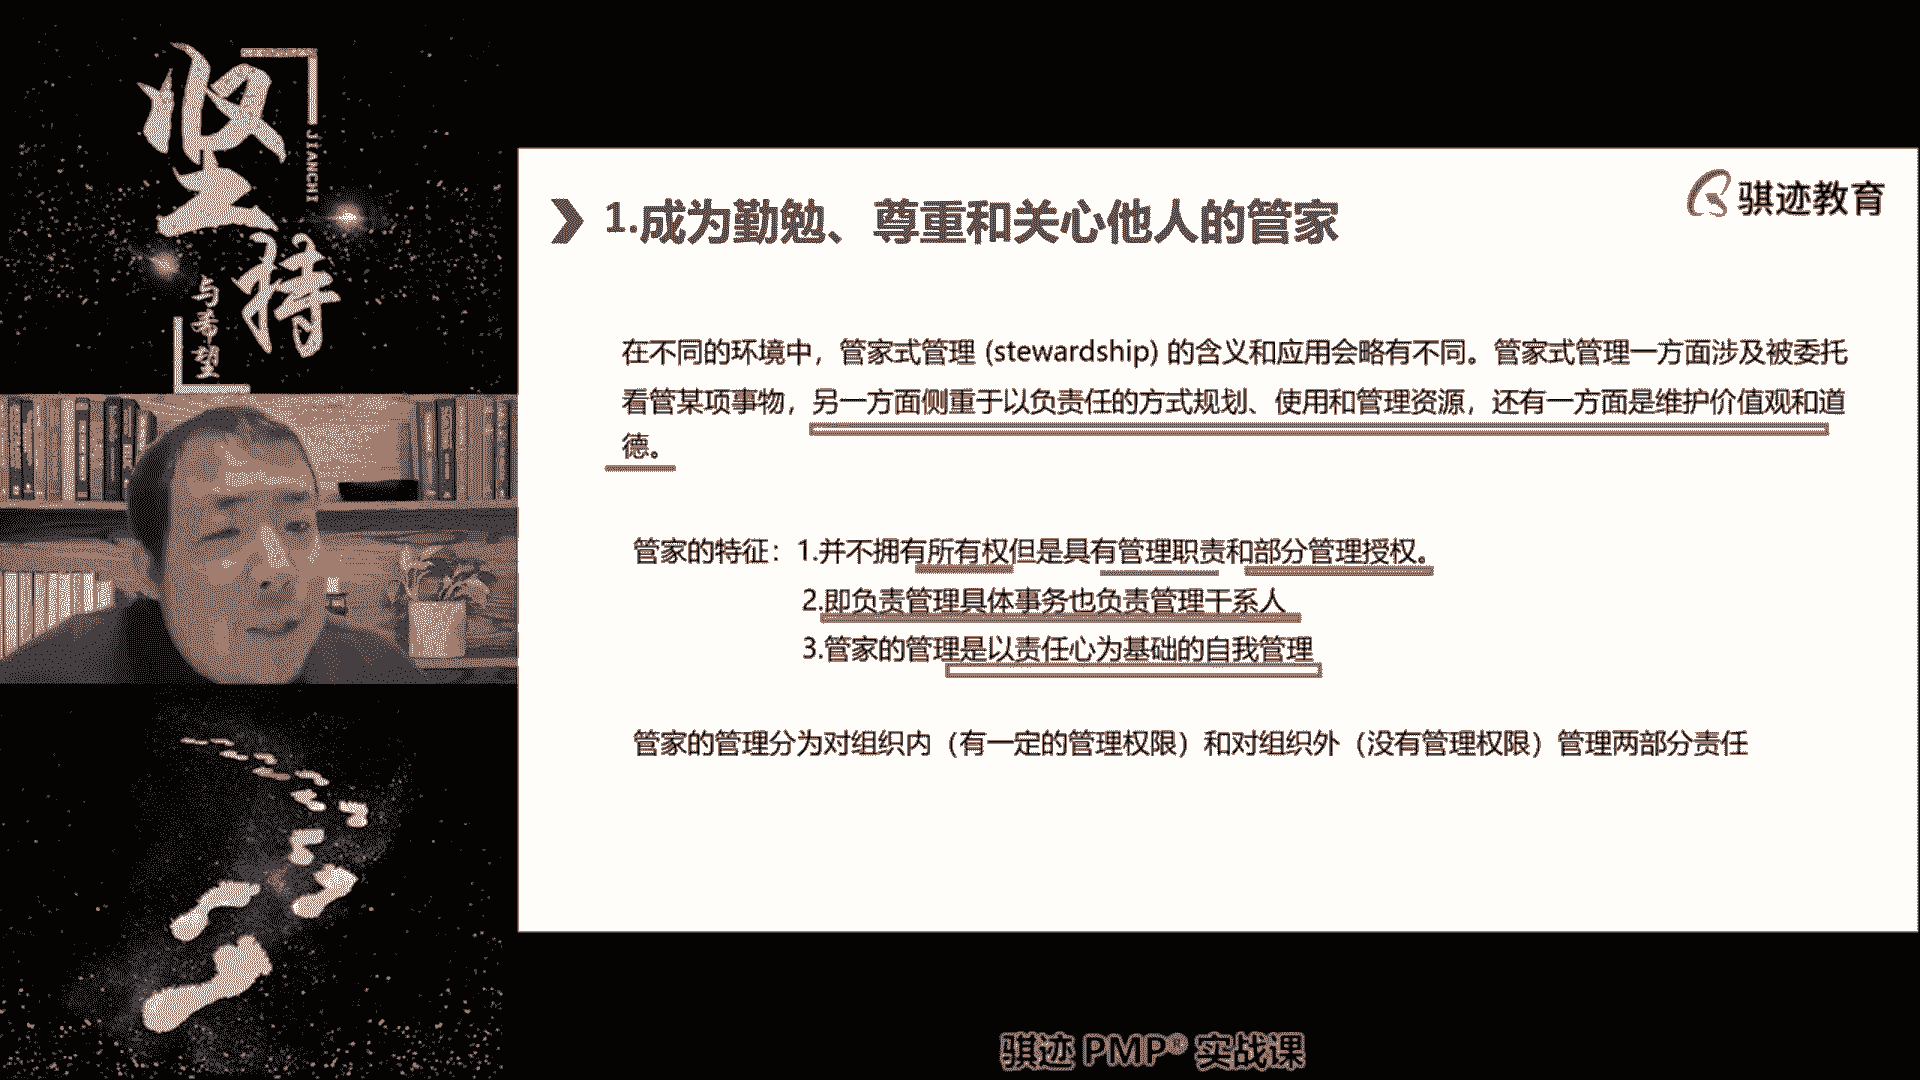 坚持
JIANCHI
与希望
骐迹教育
1.成为勤勉、尊重和关心他人的管家
在不同的环境中，管家式管理 (stewardship) 的含义和应用会略有不同。管家式管理一方面涉及被委托
看管某项事物，另一方面侧重于以负责任的方式规划、使用和管理资源，还有一方面是维护价值观和道
德。
管家的特征：1.并不拥有所有权但是具有管理职责和部分管理授权。
2.即负责管理具体事务也负责管理干系人
3.管家的管理是以责任心为基础的自我管理
管家的管理分为对组织内（有一定的管理权限）和对组织外（没有管理权限）管理两部分责任
骐迹 PMP® 实战课